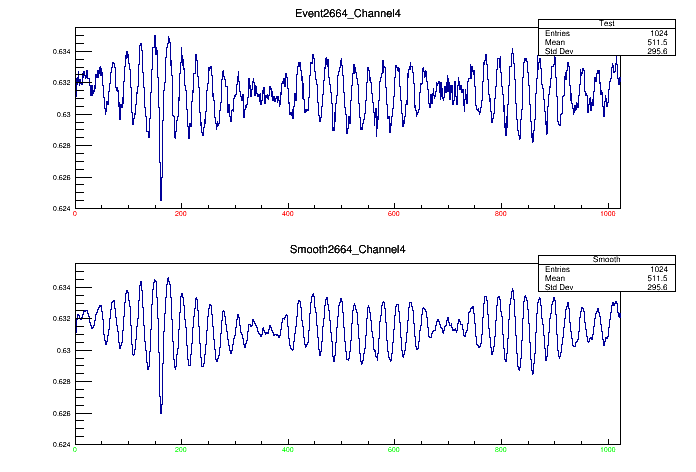 Event2664_Channel4
Test
Entries 1024
Mean 511.5
Std Dev 295.6
0.634
0.632
0.63
0.628
0.626
0.624
0 200 400 600 800 1000
Smooth2664_Channel4
Smooth
Entries 1024
Mean 511.5
Std Dev 295.6
0.634
0.632
0.63
0.628
0.626
0.624
0 200 400 600 800 1000